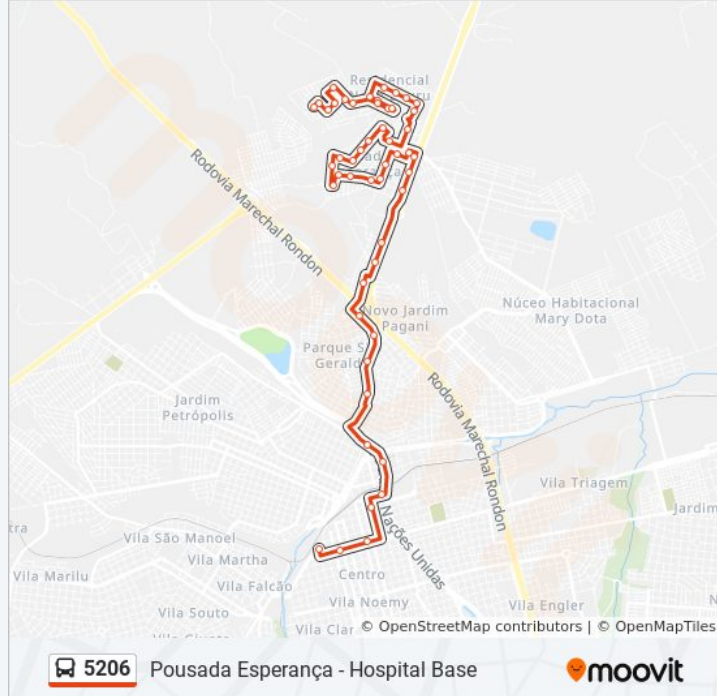 Residencial
Rodovia Marechal Rondon
Novo Jardim
Pagani
Núceo Habitacional
Mary Dota
Parque S
Geral
Jardim
Petrópolis
Rodovia Marechal Rondon
Vila Triagem
Nações Unidas
Jardim
tra
Vila São Manoel
Vila Martha
Vila Marilu
Vila Falcão
Centro
Vila Souto
Vila Noemy
Vila Engler
Vila Clar
© OpenStreetMap contributors | © OpenMapTiles
5206 Pousada Esperança - Hospital Base
moovit